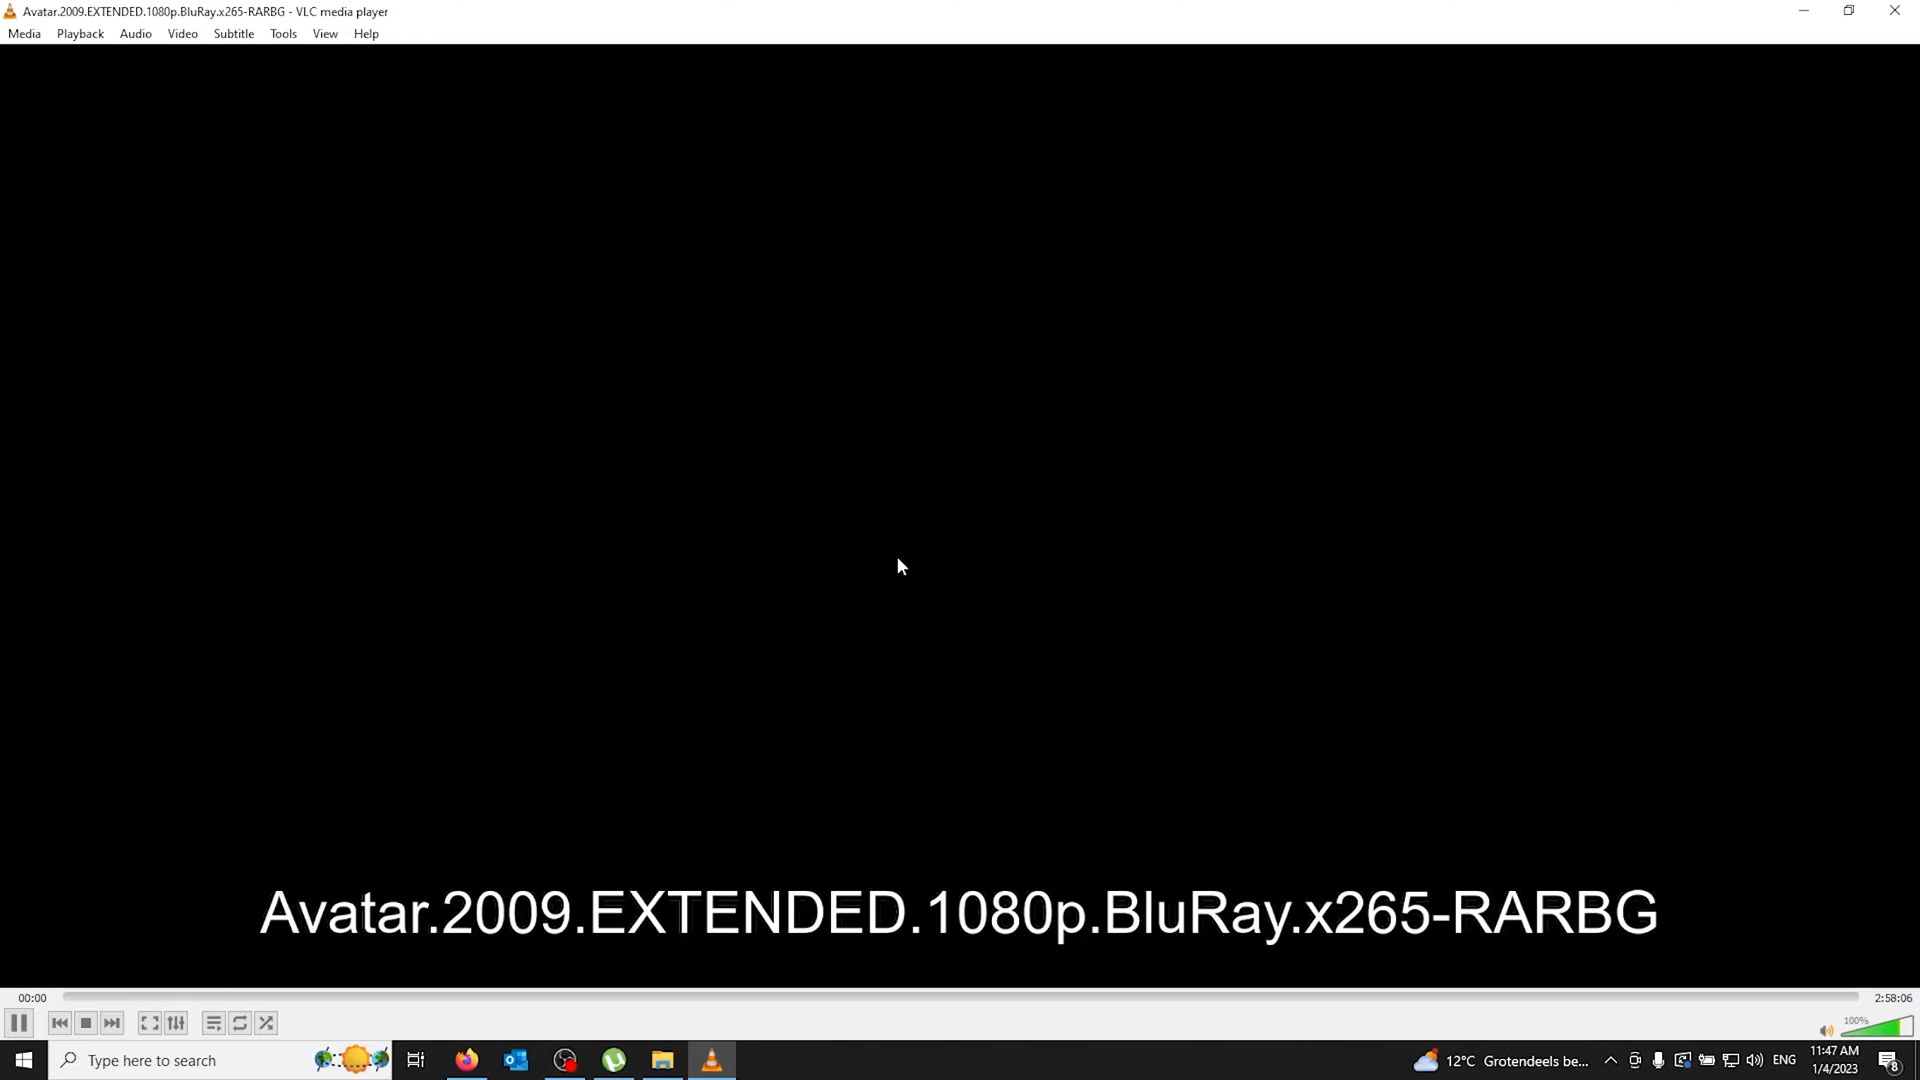 Avatar.2009.EXTENDED.1080p.BluRay.x265-RARBG - VLC media player
Media Playback Audio Video Subtitle Tools View Help
Avatar.2009.EXTENDED.1080p.BluRay.x265-RARBG
00:00 2:58:06
100%
Type here to search
12°C Grotendeels be...
ENG
11:47 AM
1/4/2023
8